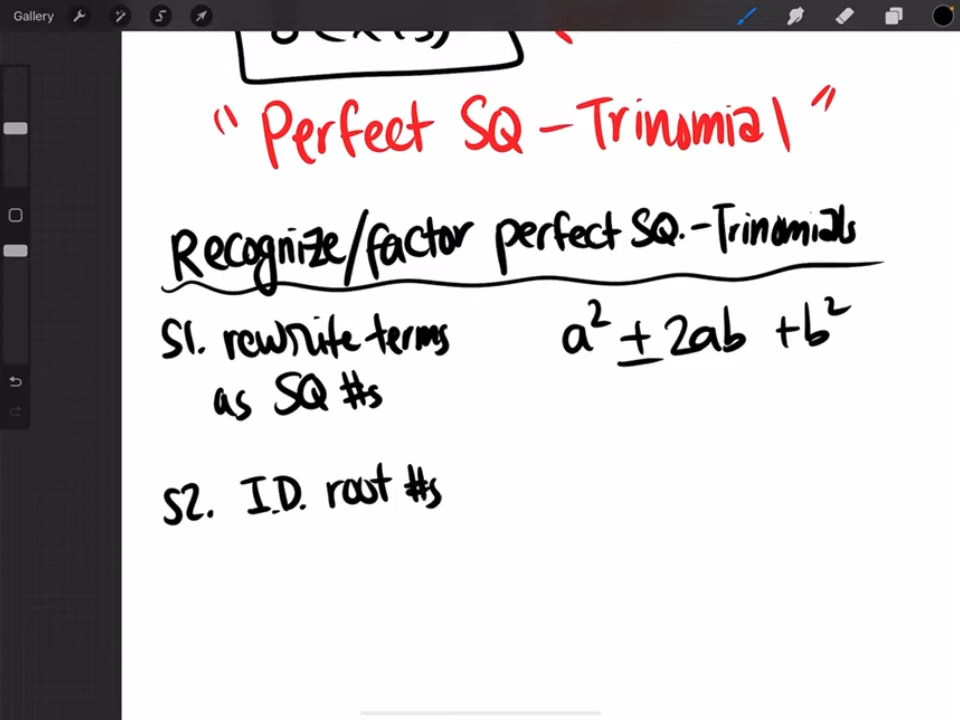 Gallery
" Perfect SQ - Trinomial "
Recognize/factor perfect SQ.-Trinomials
S1. rewrite terms
as SQ #s
a² ± 2ab + b²
S2. I.D. root #s